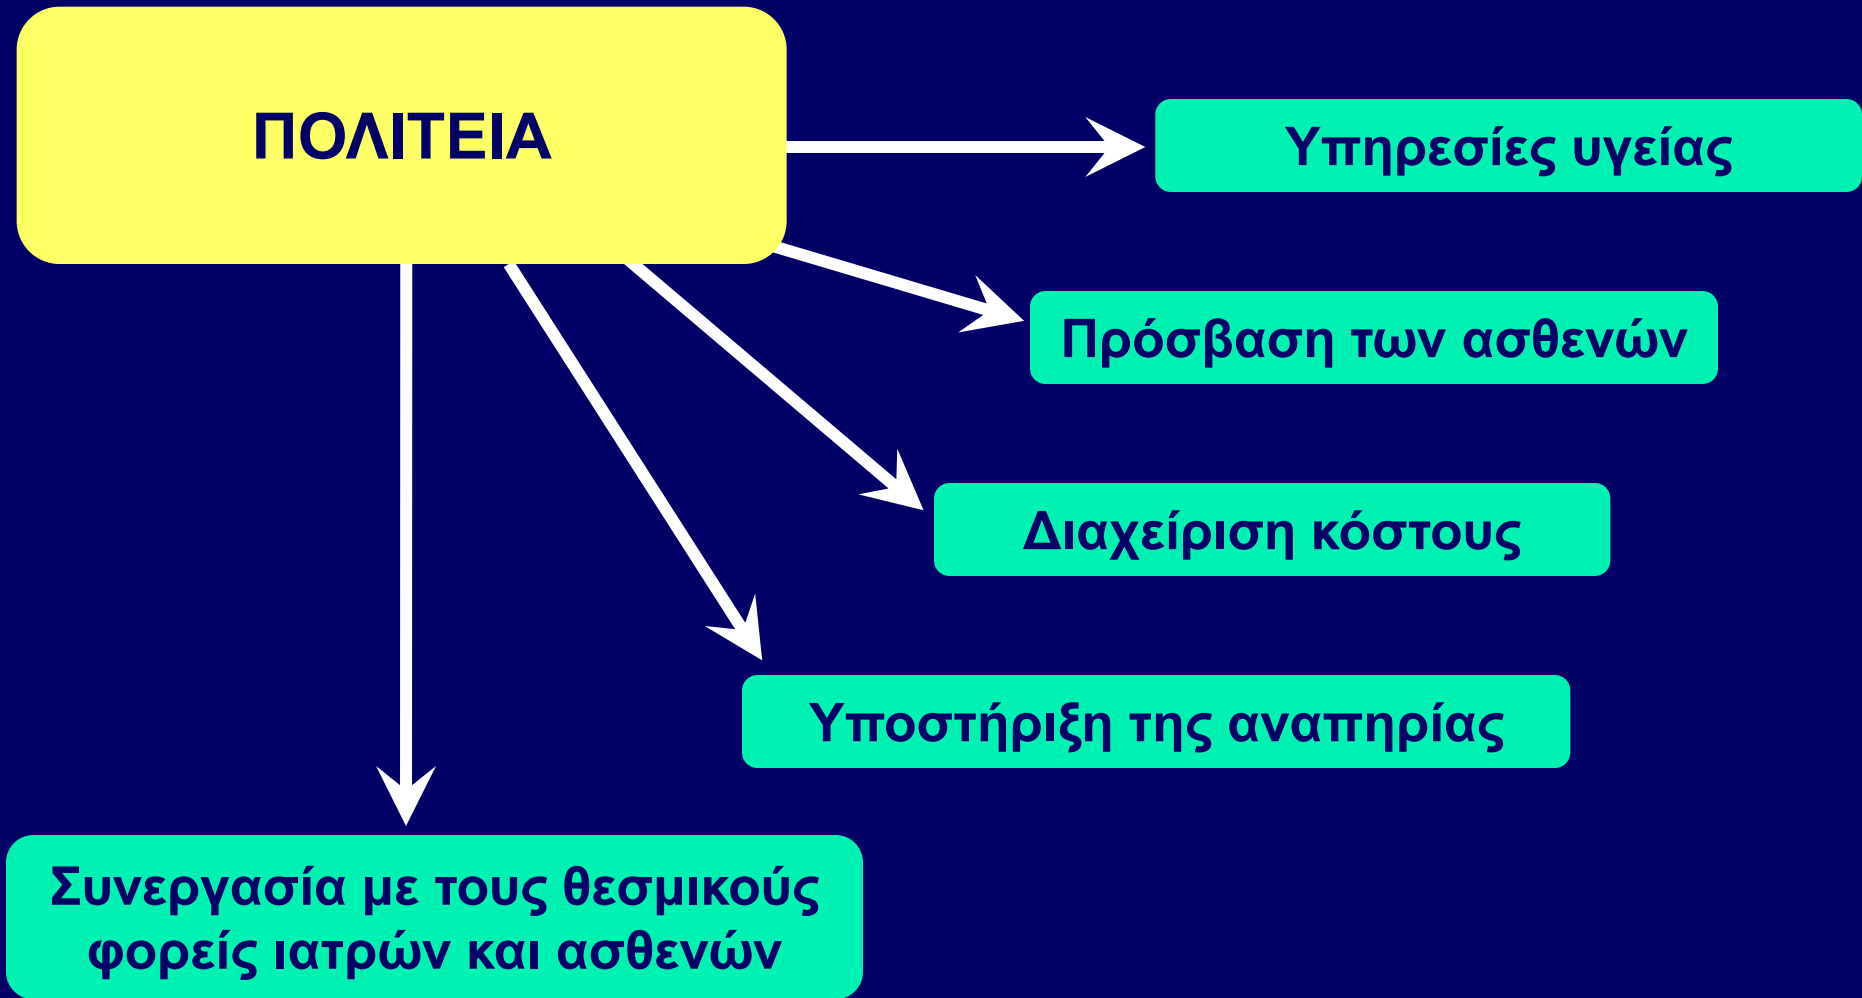 ΠΟΛΙΤΕΙΑ
Υπηρεσίες υγείας
Πρόσβαση των ασθενών
Διαχείριση κόστους
Υποστήριξη της αναπηρίας
Συνεργασία με τους θεσμικούς
φορείς ιατρών και ασθενών